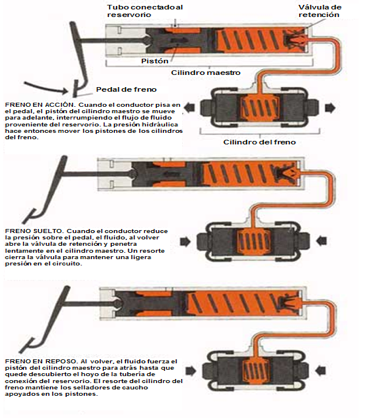 Tubo conectado al
reservorio
Válvula de
retención
Pistón
Cilindro maestro
Pedal de freno
FRENO EN ACCIÓN. Cuando el conductor pisa en
el pedal, el pistón del cilindro maestro se mueve
para adelante, interrumpiendo el flujo de fluido
proveniente del reservorio. La presión hidráulica
hace entonces mover los pistones de los cilindros
del freno.
Cilindro del freno
FRENO SUELTO. Cuando el conductor reduce
la presión sobre el pedal, el fluido, al volver
abre la válvula de retención y penetra
lentamente en el cilindro maestro. Un resorte
cierra la válvula para mantener una ligera
presión en el circuito.
FRENO EN REPOSO. Al volver, el fluido fuerza el
pistón del cilindro maestro para atrás hasta que
quede descubierto el hoyo de la tubería de
conexión del reservorio. El resorte del cilindro del
freno mantiene los selladores de caucho
apoyados en los pistones.